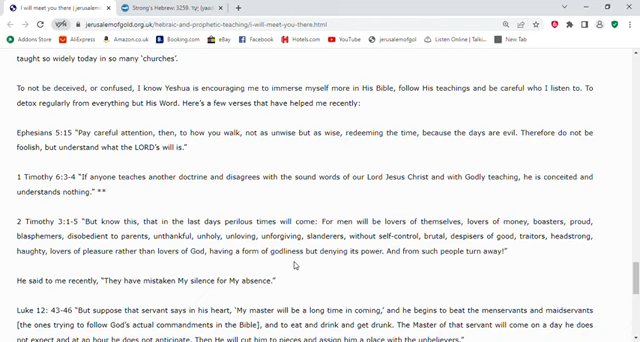 I will meet you there | jerusalemof
Strong's Hebrew: 3259. יָעַד (yaad)
jerusalemofgold.org.uk/hebraic-and-prophetic-teaching/i-will-meet-you-there.html
Addons Store AliExpress Amazon.co.uk Booking.com eBay Facebook Hotels.com YouTube jerusalemofgol Listen Online | Talki... New Tab
taught so widely today in so many 'churches'.
To not be deceived, or confused, I know Yeshua is encouraging me to immerse myself more in His Bible, follow His teachings and be careful who I listen to. To
detox regularly from everything but His Word. Here's a few verses that have helped me recently:
Ephesians 5:15 "Pay careful attention, then, to how you walk, not as unwise but as wise, redeeming the time, because the days are evil. Therefore do not be
foolish, but understand what the LORD's will is."
1 Timothy 6:3-4 "If anyone teaches another doctrine and disagrees with the sound words of our Lord Jesus Christ and with Godly teaching, he is conceited and
understands nothing." **
2 Timothy 3:1-5 "But know this, that in the last days perilous times will come: For men will be lovers of themselves, lovers of money, boasters, proud,
blasphemers, disobedient to parents, unthankful, unholy, unloving, unforgiving, slanderers, without self-control, brutal, despisers of good, traitors, headstrong,
haughty, lovers of pleasure rather than lovers of God, having a form of godliness but denying its power. And from such people turn away!"
He said to me recently, "They have mistaken My silence for My absence."
Luke 12: 43-46 "But suppose that servant says in his heart, 'My master will be a long time in coming,' and he begins to beat the menservants and maidservants
[the ones trying to follow God's actual commandments in the Bible], and to eat and drink and get drunk. The Master of that servant will come on a day he does
not expect and at an hour he does not anticipate. Then He will cut him to pieces and assign him a place with the unbelievers."